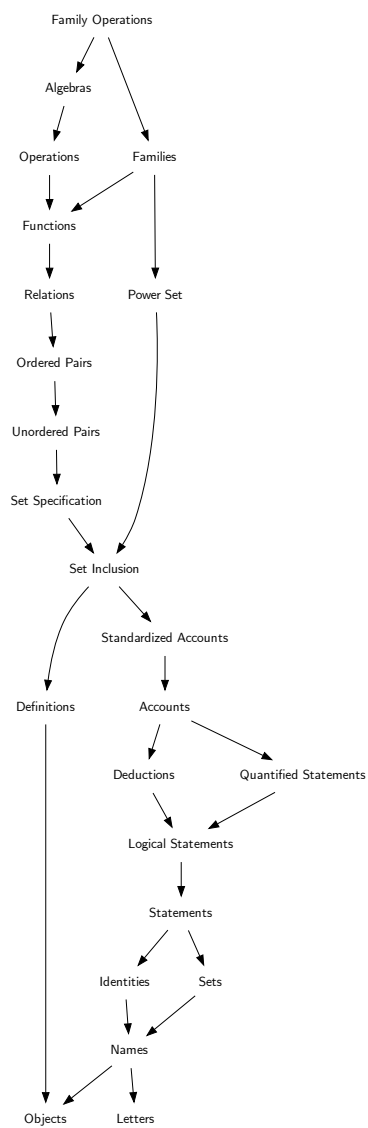 Family Operations
Algebras
Operations
Families
Functions
Relations
Power Set
Ordered Pairs
Unordered Pairs
Set Specification
Set Inclusion
Standardized Accounts
Definitions
Accounts
Deductions
Quantified Statements
Logical Statements
Statements
Identities
Sets
Names
Objects
Letters